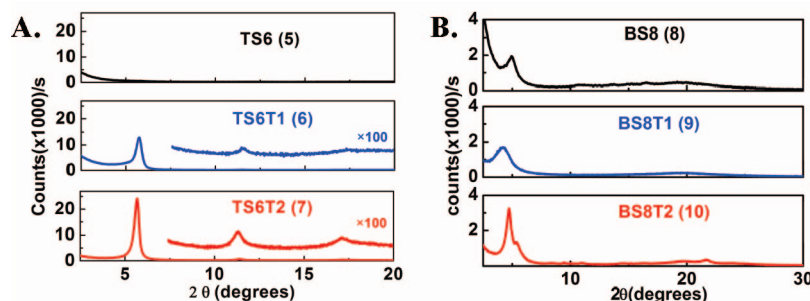 A.
TS6 (5)
20
10
0
TS6T1 (6)
×100
20
10
0
TS6T2 (7)
×100
20
10
0
Counts(x1000)/s
5
10
15
20
2 θ (degrees)
B.
BS8 (8)
4
2
0
BS8T1 (9)
4
2
0
BS8T2 (10)
4
2
0
counts(x1000)/s
10
20
30
2θ(degrees)